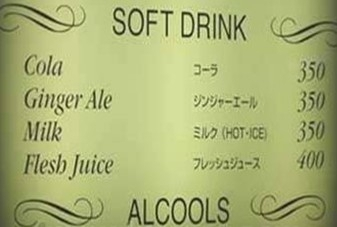 SOFT DRINK
Cola コーラ 350
Ginger Ale ジンジャーエール 350
Milk ミルク (HOT・ICE) 350
Flesh Juice フレッシュジュース 400
ALCOOLS